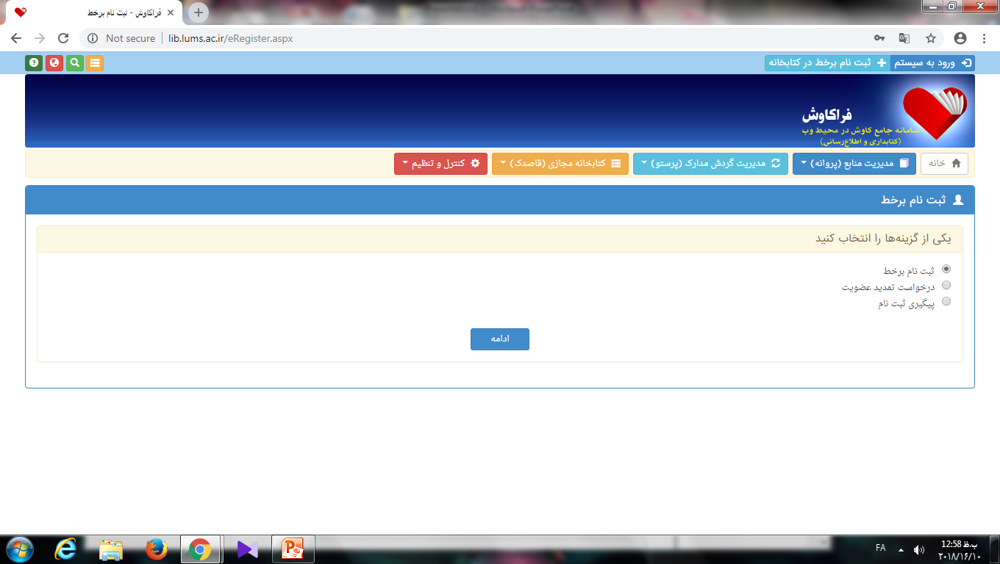 فراکاوش - ثبت نام برخط
Not secure | lib.lums.ac.ir/eRegister.aspx
ورود به سیستم
ثبت نام برخط در کتابخانه
فراکاوش
سامانه جامع کاوش در محیط وب
(کتابداری و اطلاع‌رسانی)
خانه
مدیریت منابع (پروانه)
مدیریت گردش مدارک (پرستو)
کتابخانه مجازی (قاصدک)
کنترل و تنظیم
ثبت نام برخط
یکی از گزینه‌ها را انتخاب کنید
ثبت نام برخط
درخواست تمدید عضویت
پیگیری ثبت نام
ادامه
FA
12:58 ب.ظ
۲۰۱۸/۱۶/۱۰